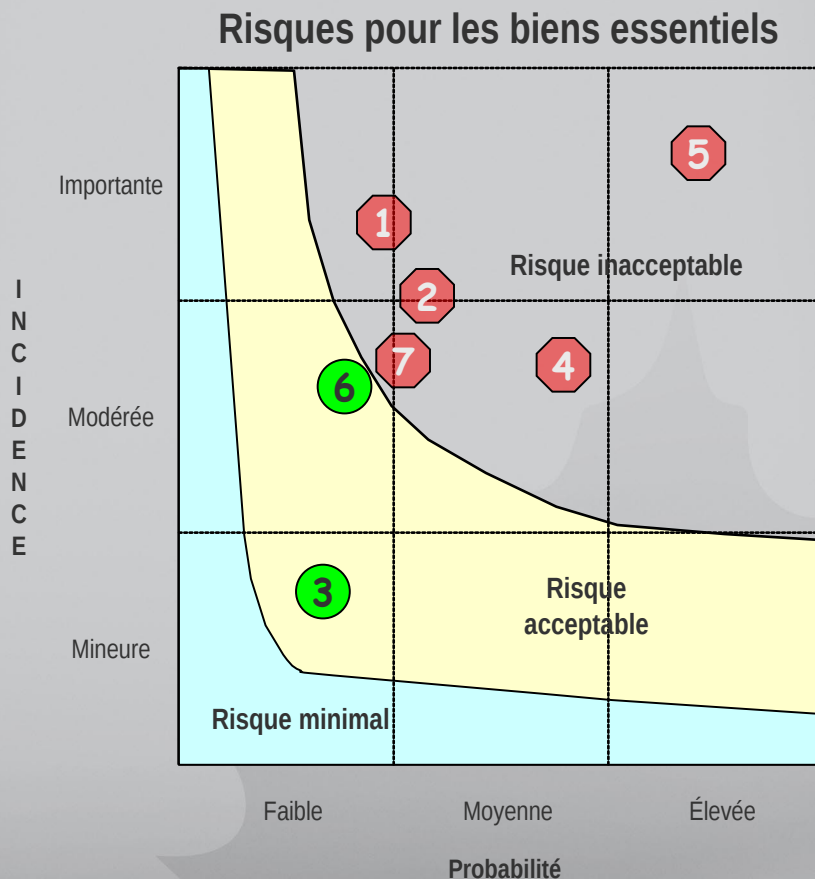 Risques pour les biens essentiels
Importante
5
1
Risque inacceptable
2
7
4
6
Modérée
I
N
C
I
D
E
N
C
E
3
Risque
acceptable
Mineure
Risque minimal
Faible
Moyenne
Élevée
Probabilité